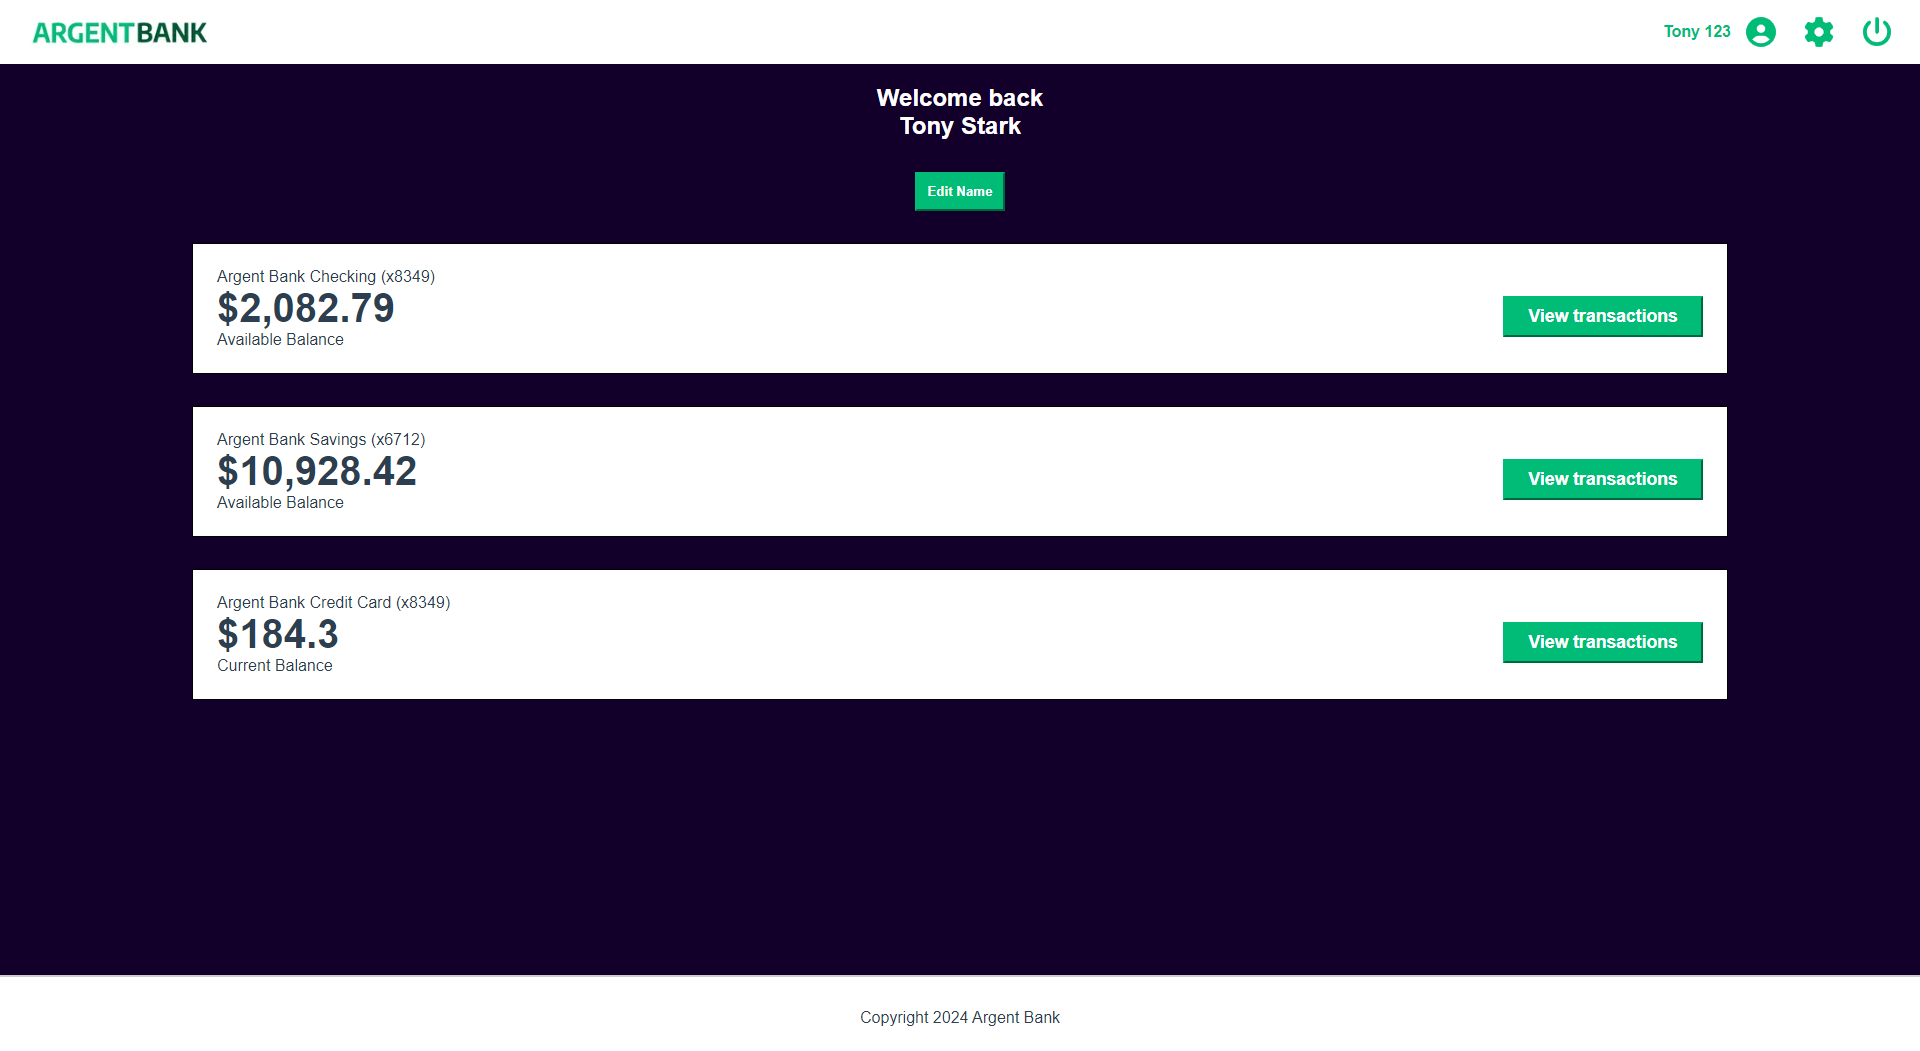 ARGENTBANK
Tony 123
Welcome back
Tony Stark
Edit Name
Argent Bank Checking (x8349)
$2,082.79
Available Balance
View transactions
Argent Bank Savings (x6712)
$10,928.42
Available Balance
View transactions
Argent Bank Credit Card (x8349)
$184.3
Current Balance
View transactions
Copyright 2024 Argent Bank